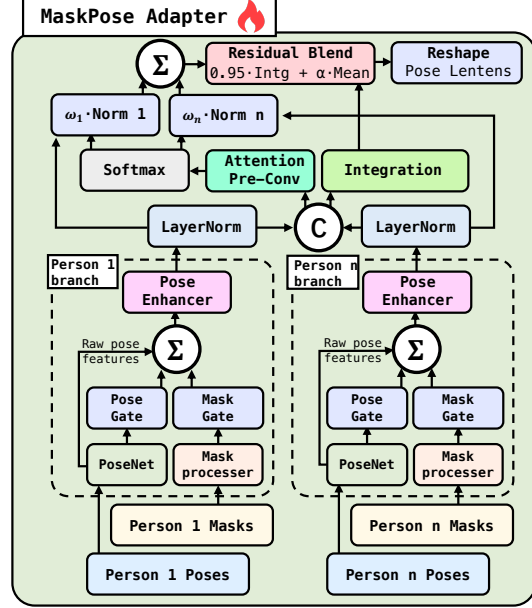 MaskPose Adapter
Σ
Residual Blend
0.95·Intg + α·Mean
Reshape
Pose Lentens
ω₁·Norm 1
ωₙ·Norm n
Softmax
Attention
Pre-Conv
Integration
LayerNorm
C
LayerNorm
Person 1
branch
Pose
Enhancer
Person n
branch
Pose
Enhancer
Raw pose
features
Σ
Raw pose
features
Σ
Pose
Gate
Mask
Gate
Pose
Gate
Mask
Gate
PoseNet
Mask
processer
PoseNet
Mask
processer
Person 1 Masks
Person n Masks
Person 1 Poses
Person n Poses